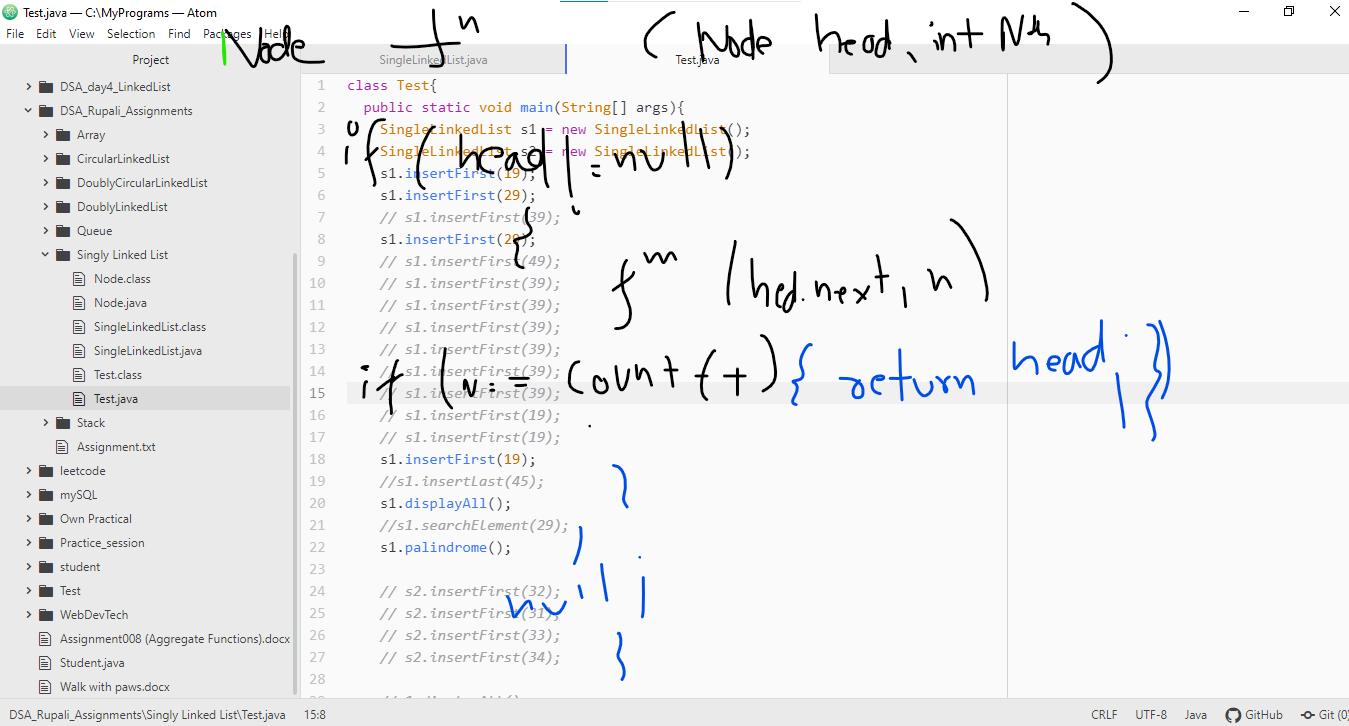 Test.java — C:\MyPrograms — Atom
File Edit View Selection Find Packages Help
Node fn (Node head, int Nth)
Project SingleLinkedList.java Test.java
DSA_day4_LinkedList
DSA_Rupali_Assignments
Array
CircularLinkedList
DoublyCircularLinkedList
DoublyLinkedList
Queue
Singly Linked List
Node.class
Node.java
SingleLinkedList.class
SingleLinkedList.java
Test.class
Test.java
Stack
Assignment.txt
leetcode
mySQL
Own Practical
Practice_session
student
Test
WebDevTech
Assignment008 (Aggregate Functions).docx
Student.java
Walk with paws.docx
1 class Test{
2 public static void main(String[] args){
3 SingleLinkedList s1 = new SingleLinkedList();
4 SingleLinkedList s2 = new SingleLinkedList();
5 s1.insertFirst(19);
6 s1.insertFirst(29);
7 // s1.insertFirst(39);
8 s1.insertFirst(29);
9 // s1.insertFirst(49);
10 // s1.insertFirst(39);
11 // s1.insertFirst(39);
12 // s1.insertFirst(39);
13 // s1.insertFirst(39);
14 // s1.insertFirst(39);
15 // s1.insertFirst(39);
16 // s1.insertFirst(19);
17 // s1.insertFirst(19);
18 s1.insertFirst(19);
19 //s1.insertLast(45);
20 s1.displayAll();
21 //s1.searchElement(29);
22 s1.palindrome();
23
24 // s2.insertFirst(32);
25 // s2.insertFirst(31);
26 // s2.insertFirst(33);
27 // s2.insertFirst(34);
28
if (head != null)
{
fn (hed.next, n)
if (n == count++) { return head; }
}
null;
}
DSA_Rupali_Assignments\Singly Linked List\Test.java 15:8 CRLF UTF-8 Java GitHub Git (0)